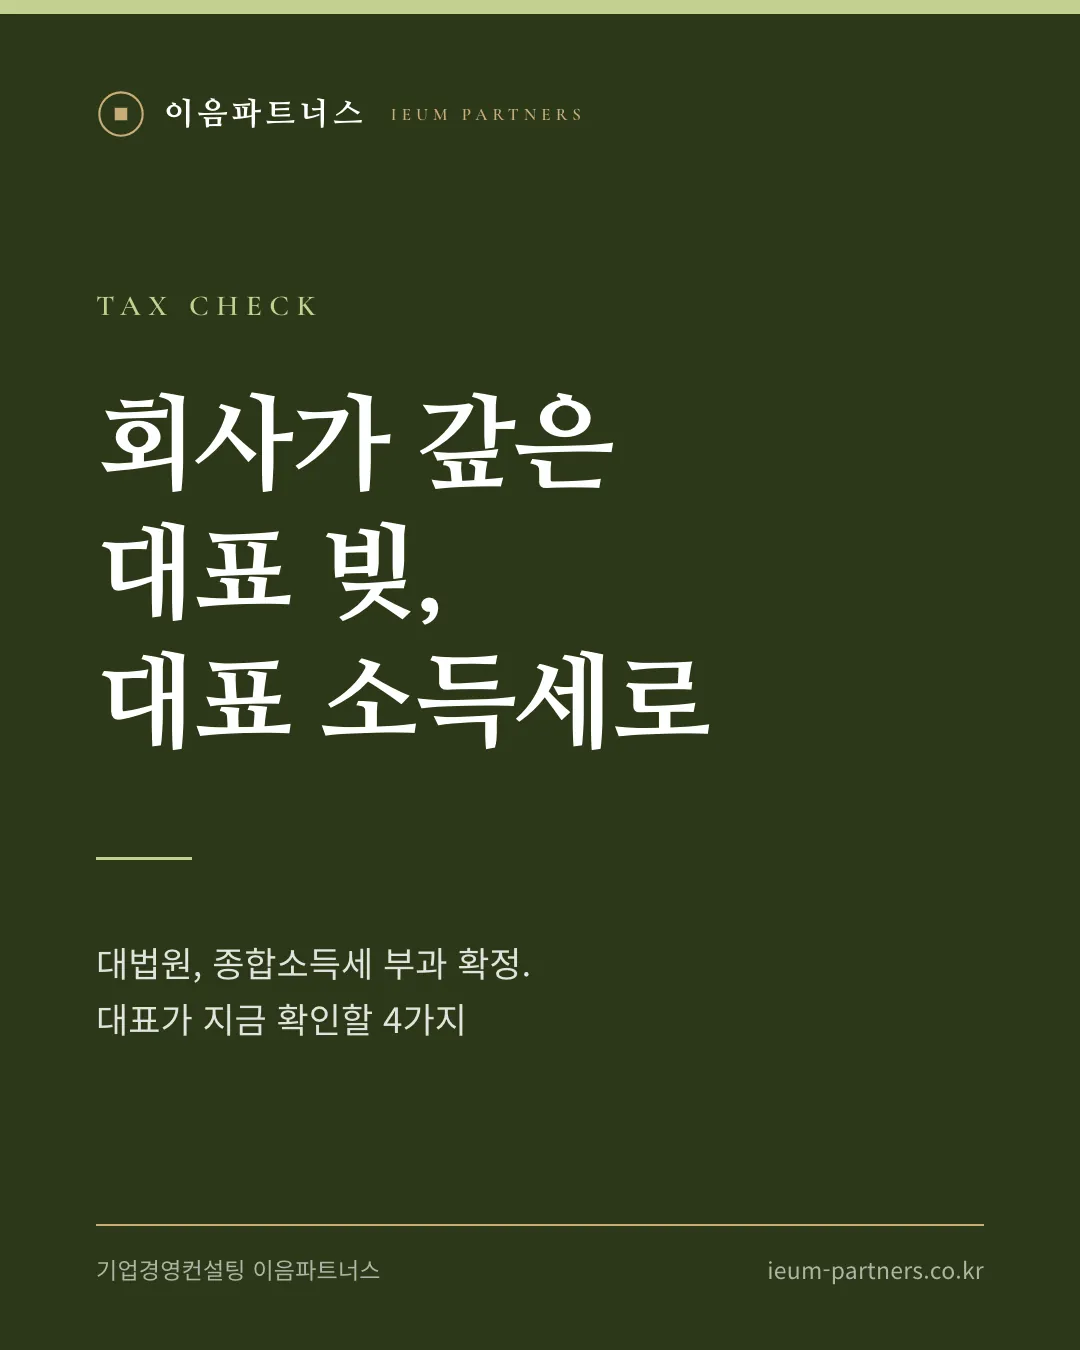 이음파트너스 IEUM PARTNERS
TAX CHECK
회사가 갚은
대표 빚,
대표 소득세로
대법원, 종합소득세 부과 확정.
대표가 지금 확인할 4가지
기업경영컨설팅 이음파트너스
ieum-partners.co.kr